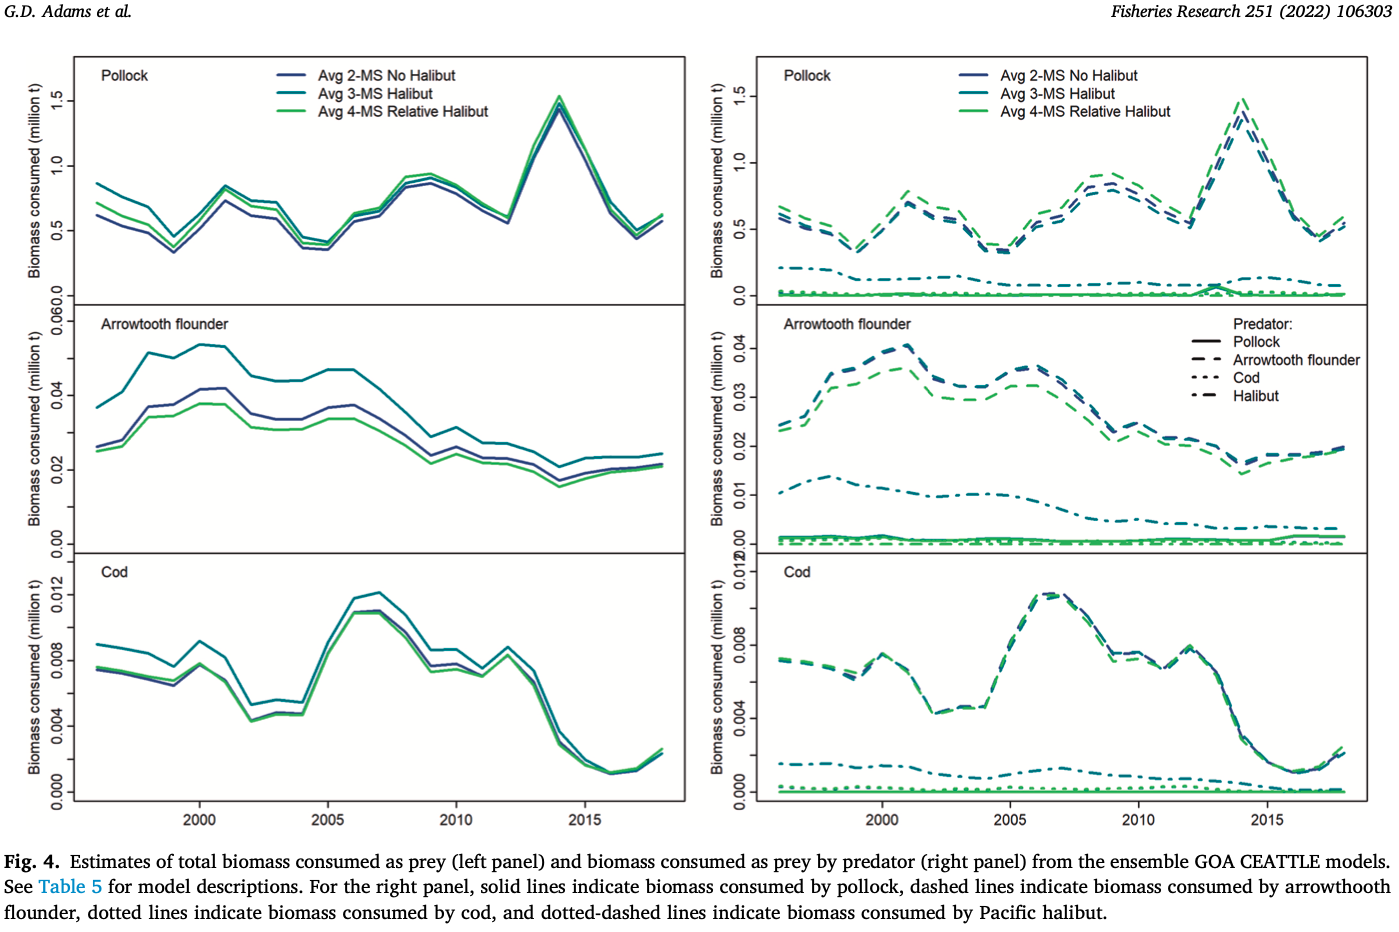 G.D. Adams et al.
Fisheries Research 251 (2022) 106303
Pollock
Avg 2-MS No Halibut
Avg 3-MS Halibut
Avg 4-MS Relative Halibut
Biomass consumed (million t)
1.5
1.0
0.5
0.0
Arrowtooth flounder
Biomass consumed (million t)
0.06
0.04
0.02
0.00
Cod
Biomass consumed (million t)
0.012
0.008
0.004
0.000
2000
2005
2010
2015
Pollock
Avg 2-MS No Halibut
Avg 3-MS Halibut
Avg 4-MS Relative Halibut
Biomass consumed (million t)
1.5
1.0
0.5
0.0
Arrowtooth flounder
Predator:
Pollock
Arrowtooth flounder
Cod
Halibut
Biomass consumed (million t)
0.04
0.03
0.02
0.01
0.00
Cod
Biomass consumed (million t)
0.012
0.008
0.004
0.000
2000
2005
2010
2015
Fig. 4. Estimates of total biomass consumed as prey (left panel) and biomass consumed as prey by predator (right panel) from the ensemble GOA CEATTLE models.
See Table 5 for model descriptions. For the right panel, solid lines indicate biomass consumed by pollock, dashed lines indicate biomass consumed by arrowthooth
flounder, dotted lines indicate biomass consumed by cod, and dotted-dashed lines indicate biomass consumed by Pacific halibut.